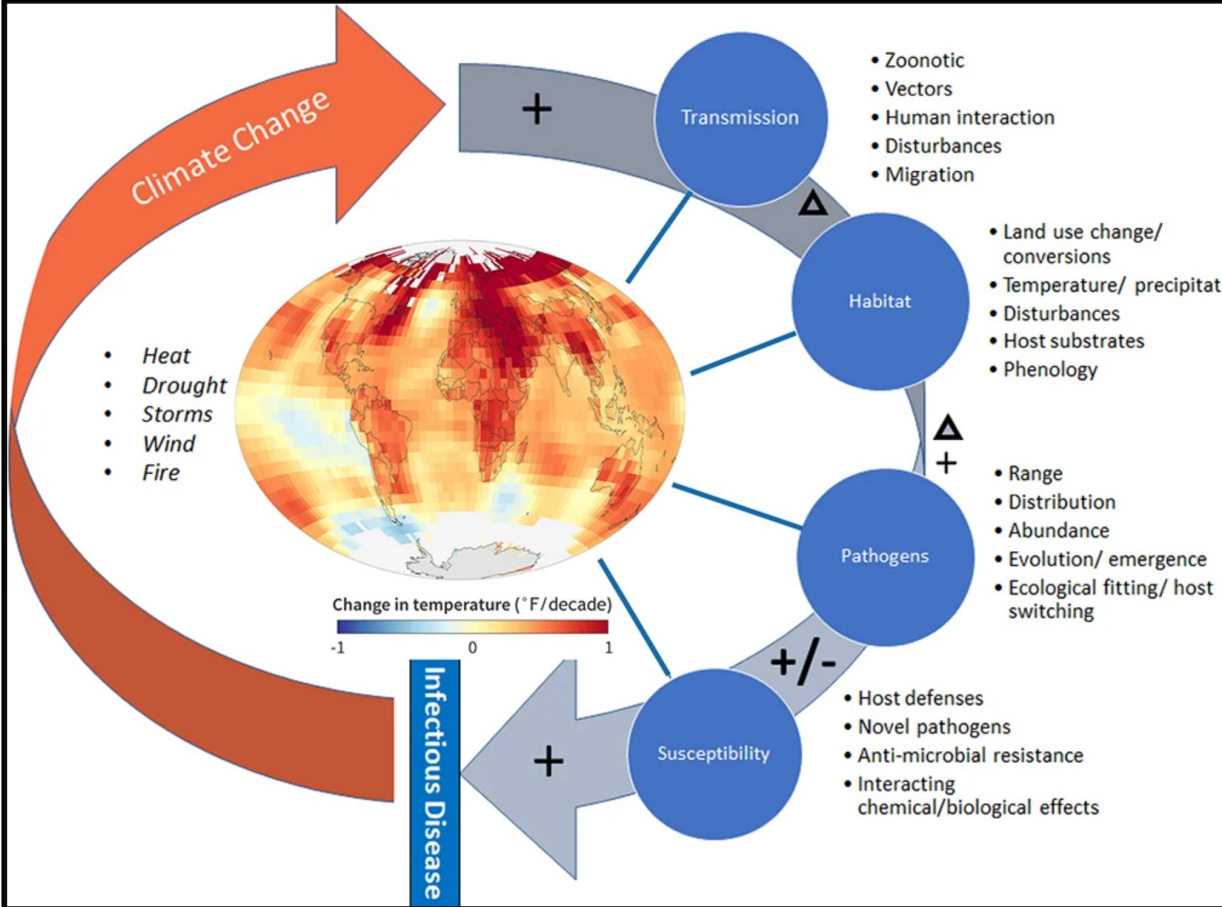 Climate Change
+
Transmission
• Zoonotic
• Vectors
• Human interaction
• Disturbances
• Migration
Δ
Habitat
• Land use change/
conversions
• Temperature/ precipitat
• Disturbances
• Host substrates
• Phenology
• Heat
• Drought
• Storms
• Wind
• Fire
Δ
+
Pathogens
• Range
• Distribution
• Abundance
• Evolution/ emergence
• Ecological fitting/ host
switching
+/-
Change in temperature (°F/decade)
-1 0 1
Susceptibility
• Host defenses
• Novel pathogens
• Anti-microbial resistance
• Interacting
chemical/biological effects
+
Infectious Disease